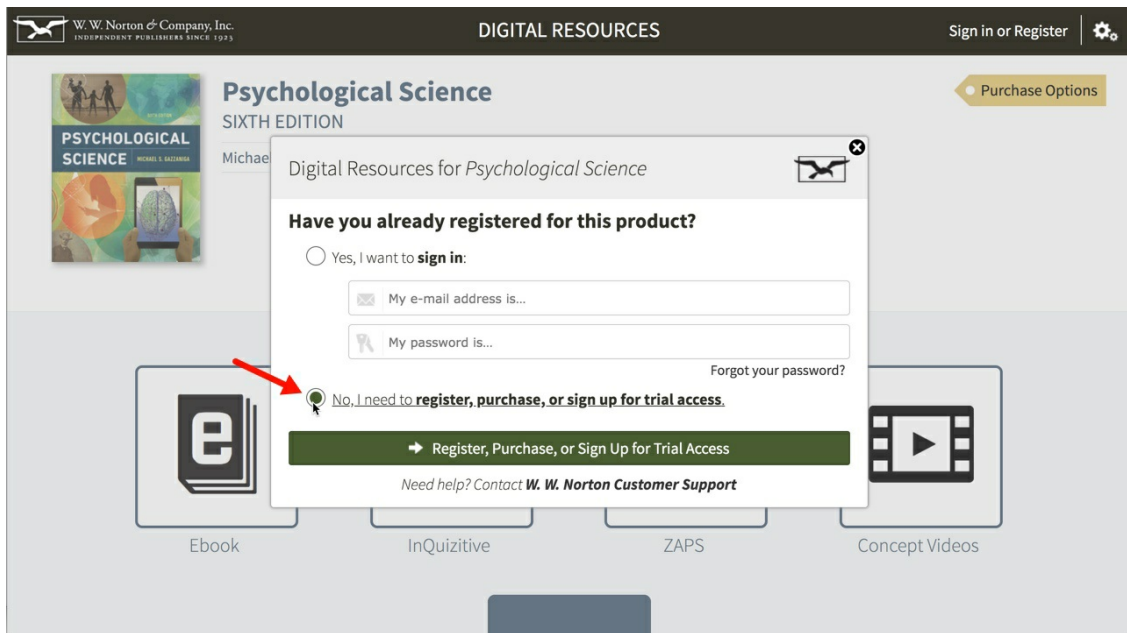 W. W. Norton & Company, Inc.
INDEPENDENT PUBLISHERS SINCE 1923
DIGITAL RESOURCES
Sign in or Register
Psychological Science
SIXTH EDITION
Michae
Purchase Options
SIXTH EDITION
PSYCHOLOGICAL
SCIENCE
MICHAEL S. GAZZANIGA
Digital Resources for Psychological Science
Have you already registered for this product?
Yes, I want to sign in:
My e-mail address is...
My password is...
Forgot your password?
No, I need to register, purchase, or sign up for trial access.
Register, Purchase, or Sign Up for Trial Access
Need help? Contact W. W. Norton Customer Support
e
Ebook
InQuizitive
ZAPS
Concept Videos